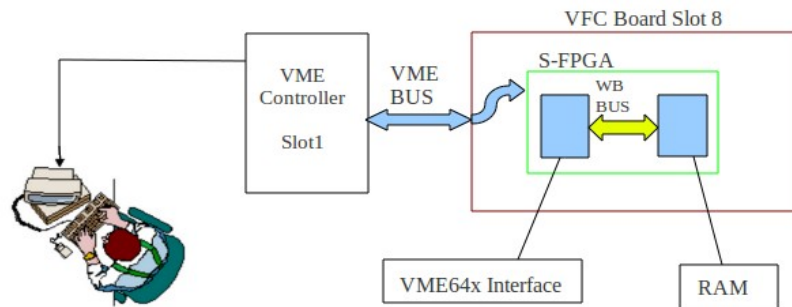 VFC Board Slot 8
S-FPGA
VME
Controller
Slot1
VME
BUS
WB
BUS
VME64x Interface
RAM